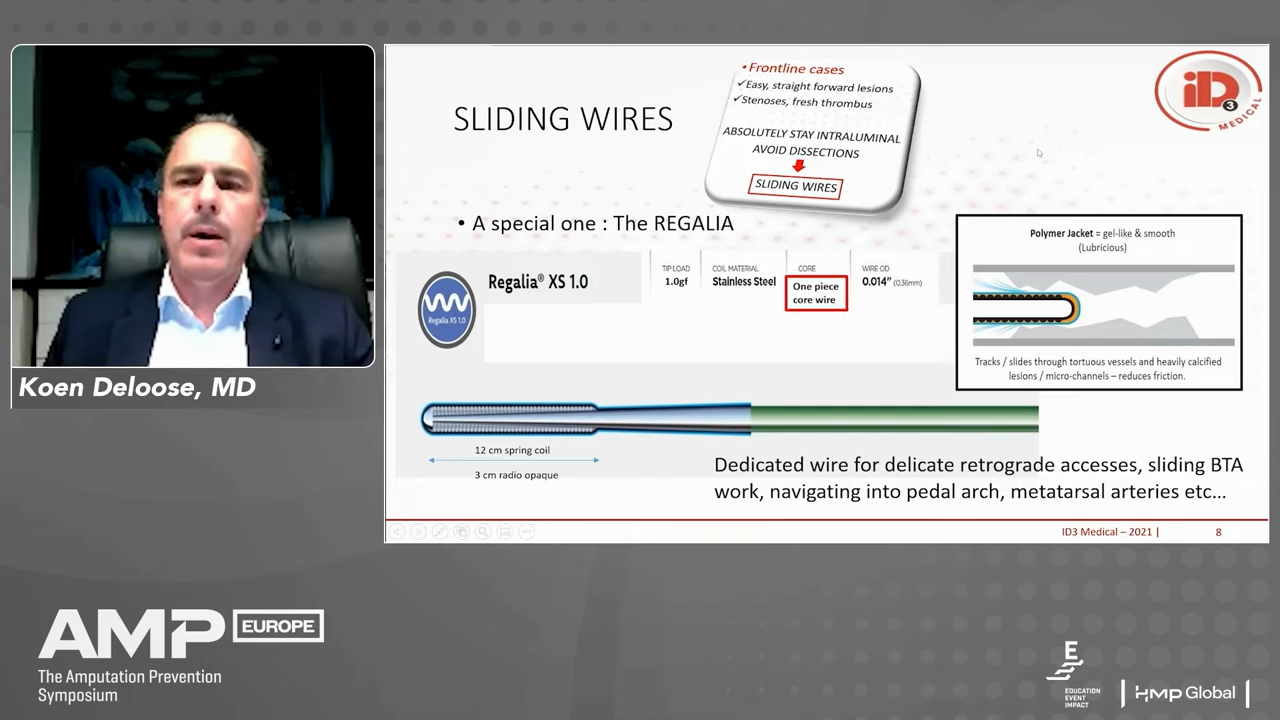 Koen Deloose, MD
AMP EUROPE
The Amputation Prevention
Symposium
SLIDING WIRES
• Frontline cases
✓Easy, straight forward lesions
✓Stenoses, fresh thrombus
ABSOLUTELY STAY INTRALUMINAL
AVOID DISSECTIONS
SLIDING WIRES
iD3
MEDICAL
• A special one : The REGALIA
Regalia XS 1.0
Regalia® XS 1.0
TIP LOAD
1.0gf
COIL MATERIAL
Stainless Steel
CORE
One piece
core wire
WIRE OD
0.014" (0.36mm)
Polymer Jacket = gel-like & smooth
(Lubricious)
Tracks / slides through tortuous vessels and heavily calcified
lesions / micro-channels – reduces friction.
12 cm spring coil
3 cm radio opaque
Dedicated wire for delicate retrograde accesses, sliding BTA
work, navigating into pedal arch, metatarsal arteries etc...
ID3 Medical – 2021 |
8
E
EDUCATION
EVENT
IMPACT
HMP Global